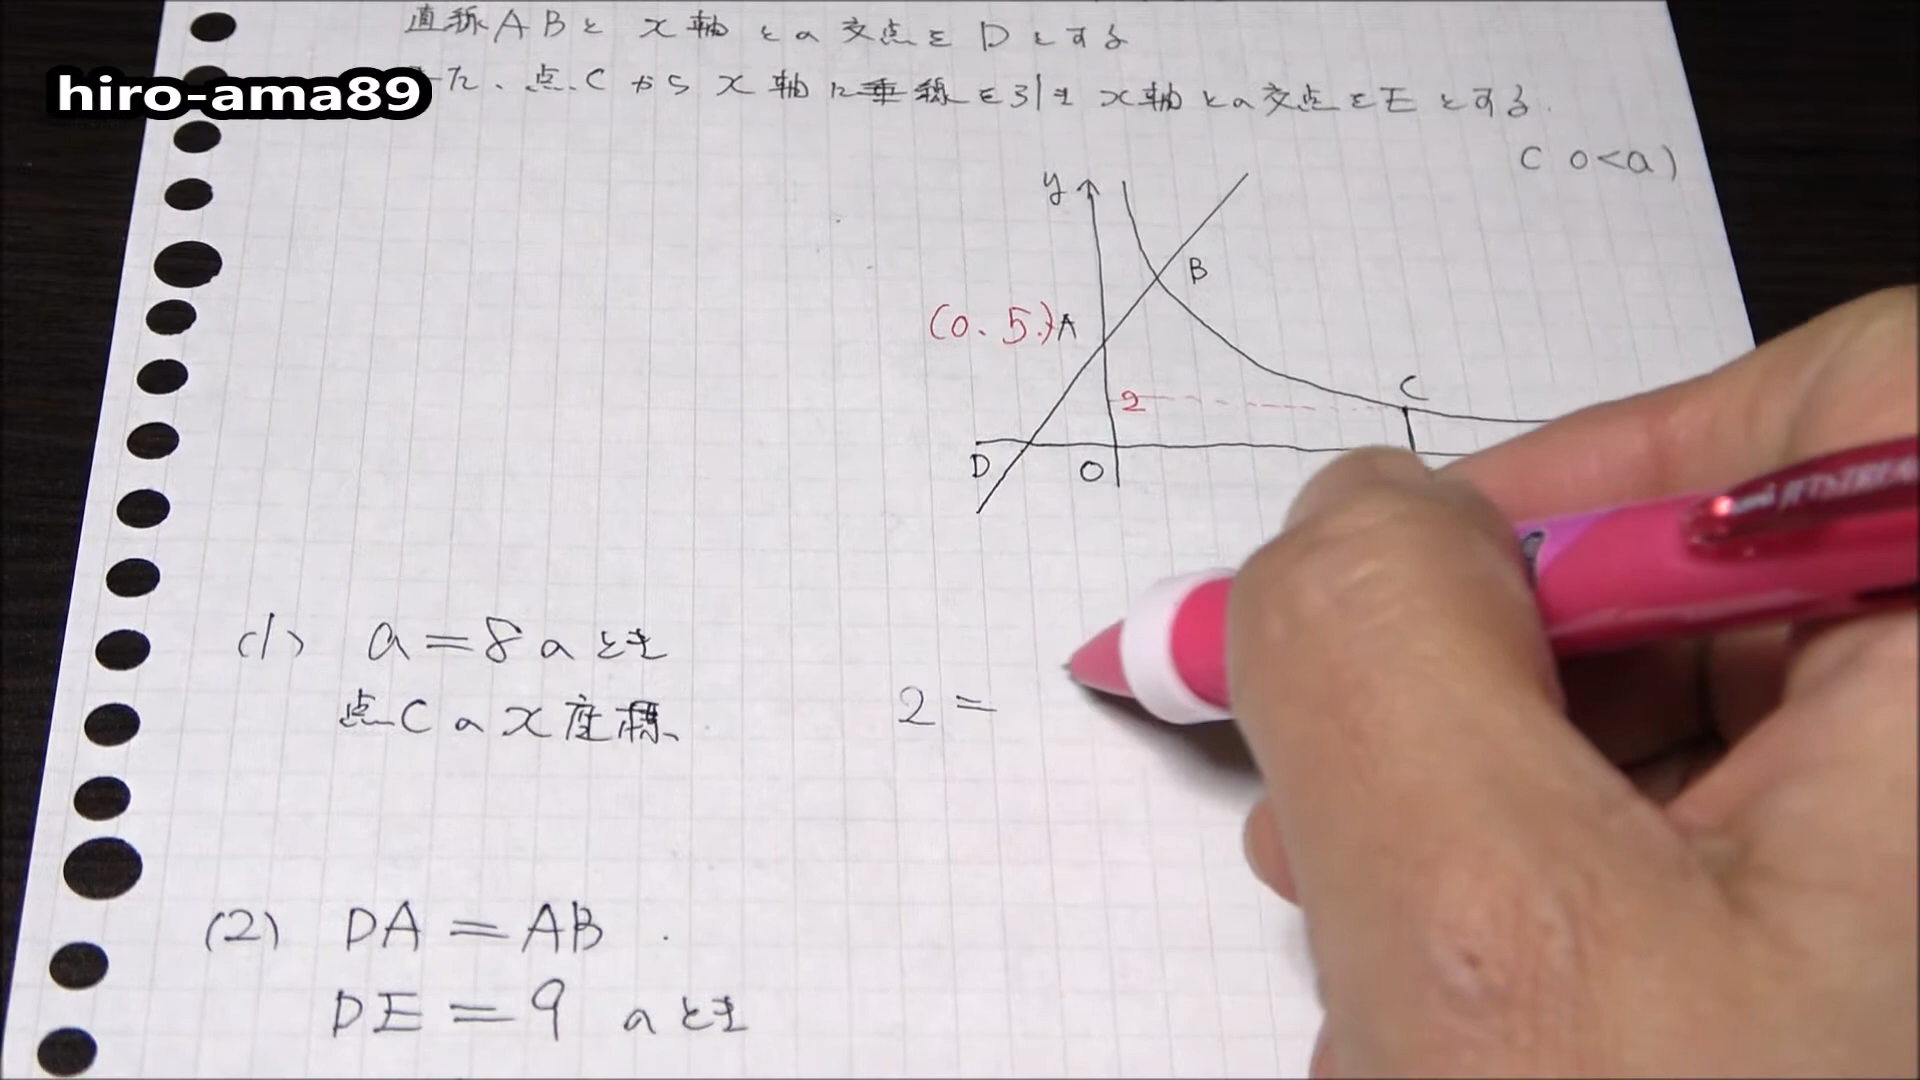 直線ABと x軸 との 交点を Dとする
た、点Cから x軸に垂線を引き x軸との交点をEとする.
hiro-ama89
( 0<a)
y
B
(0. 5.)A
C
2
D O
(1) a=8のとき
点Cのx座標、
2 =
(2) DA=AB .
DE=9 のとき